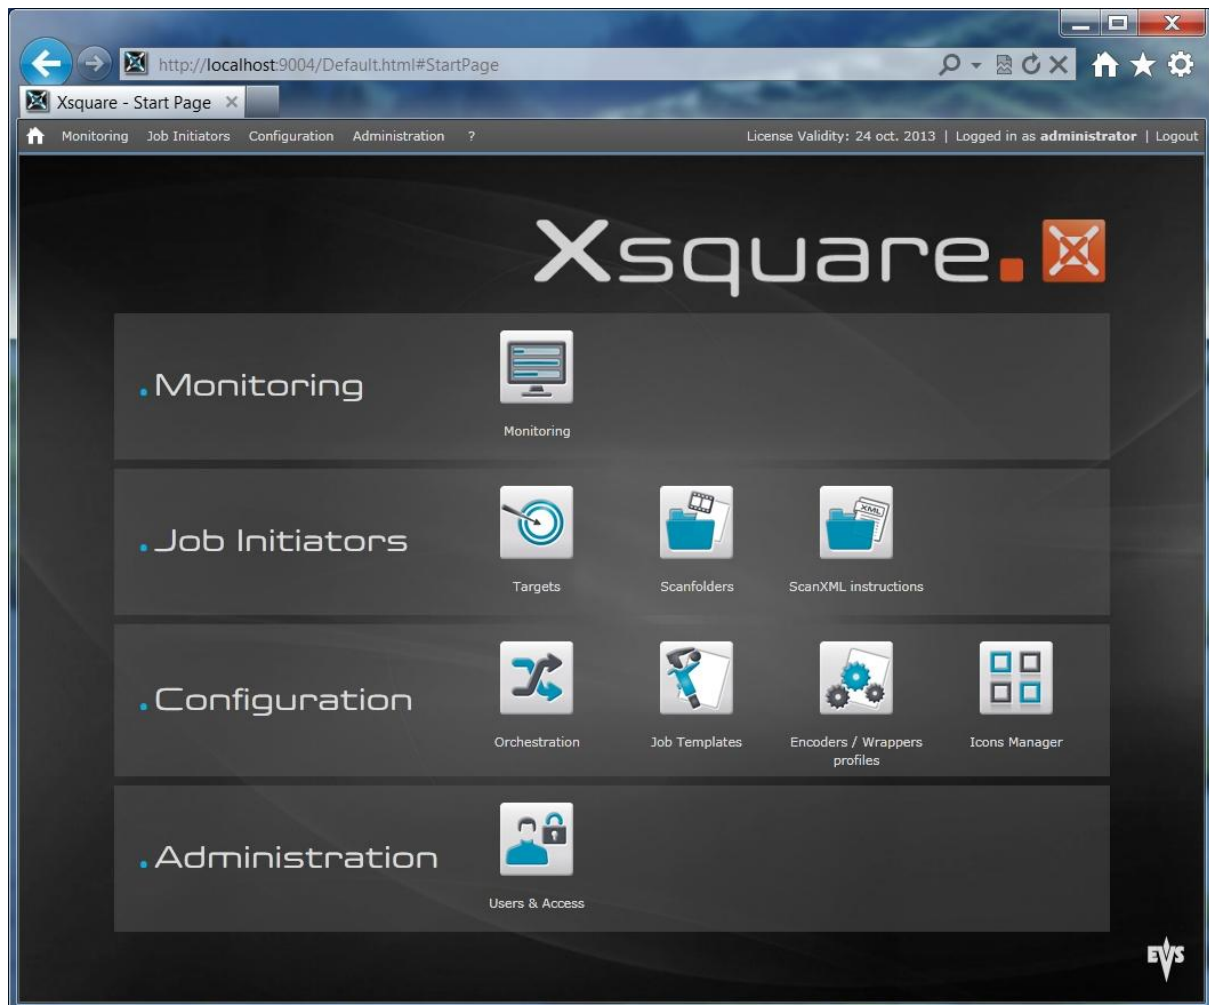 http://localhost:9004/Default.html#StartPage
Xsquare - Start Page
Monitoring Job Initiators Configuration Administration ? License Validity: 24 oct. 2013 | Logged in as administrator | Logout
Xsquare.
.Monitoring
Monitoring
.Job Initiators
XML
Targets Scanfolders ScanXML instructions
.Configuration
Orchestration Job Templates Encoders / Wrappers Icons Manager
profiles
.Administration
Users & Access
EVS